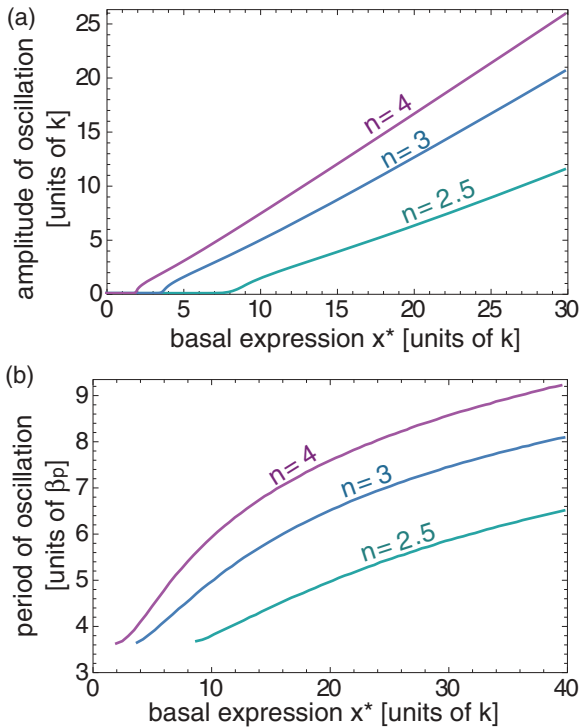 (a)
amplitude of oscillation
[units of k]
25
20
15
10
5
0
n= 4
n= 3
n= 2.5
0 5 10 15 20 25 30
basal expression x* [units of k]
(b)
period of oscillation
[units of βp]
9
8
7
6
5
4
3
n= 4
n= 3
n= 2.5
0 10 20 30 40
basal expression x* [units of k]